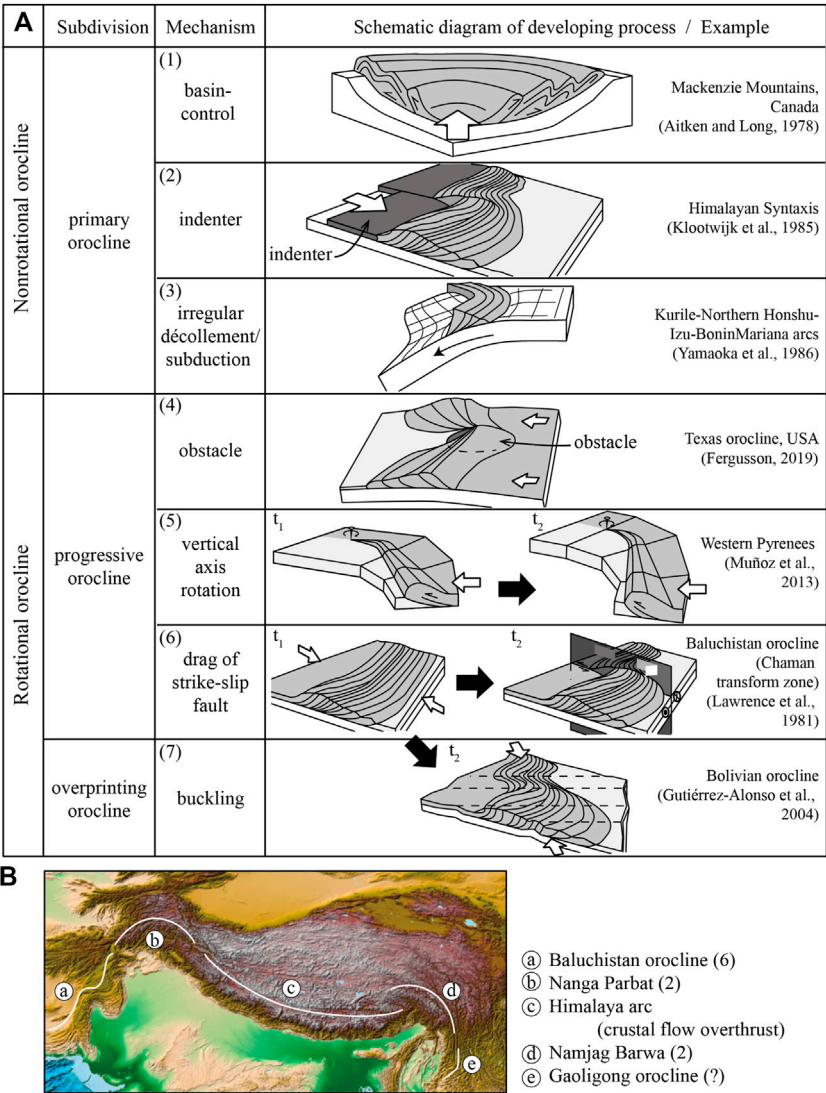 A
Subdivision
Mechanism
Schematic diagram of developing process / Example
Nonrotational orocline
primary
orocline
(1)
basin-
control
Mackenzie Mountains,
Canada
(Aitken and Long, 1978)
(2)
indenter
indenter
Himalayan Syntaxis
(Klootwijk et al., 1985)
(3)
irregular
décollement/
subduction
Kurile-Northern Honshu-
Izu-BoninMariana arcs
(Yamaoka et al., 1986)
Rotational orocline
progressive
orocline
(4)
obstacle
obstacle
Texas orocline, USA
(Fergusson, 2019)
(5)
vertical
axis
rotation
t1
t2
Western Pyrenees
(Muñoz et al.,
2013)
(6)
drag of
strike-slip
fault
t1
t2
Baluchistan orocline
(Chaman
transform zone)
(Lawrence et al.,
1981)
overprinting
orocline
(7)
buckling
t2
Bolivian orocline
(Gutiérrez-Alonso et al.,
2004)
B
a
b
c
d
e
a Baluchistan orocline (6)
b Nanga Parbat (2)
c Himalaya arc
(crustal flow overthrust)
d Namjag Barwa (2)
e Gaoligong orocline (?)